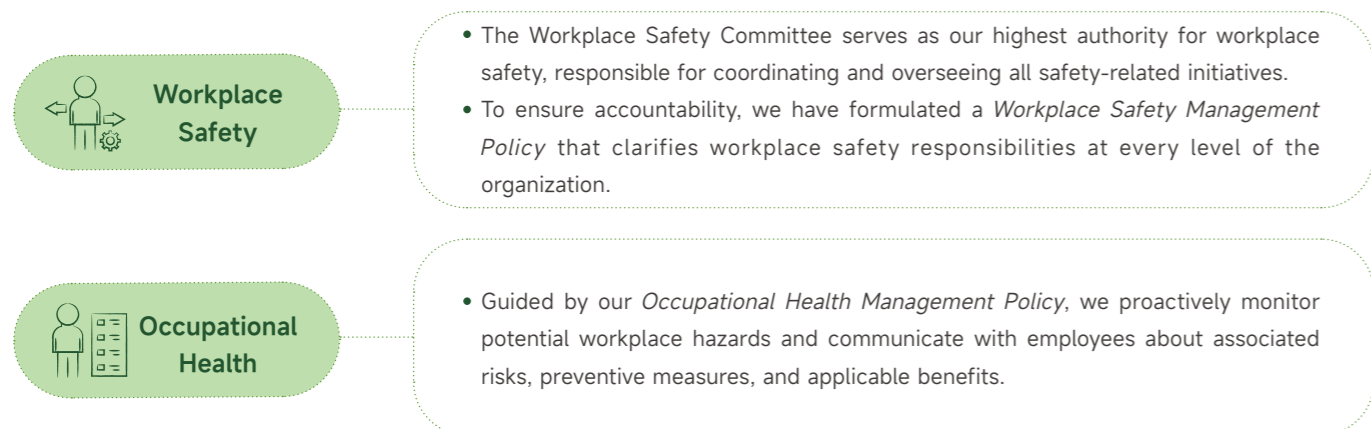 Workplace
Safety
• The Workplace Safety Committee serves as our highest authority for workplace
safety, responsible for coordinating and overseeing all safety-related initiatives.
• To ensure accountability, we have formulated a Workplace Safety Management
Policy that clarifies workplace safety responsibilities at every level of the
organization.
Occupational
Health
• Guided by our Occupational Health Management Policy, we proactively monitor
potential workplace hazards and communicate with employees about associated
risks, preventive measures, and applicable benefits.